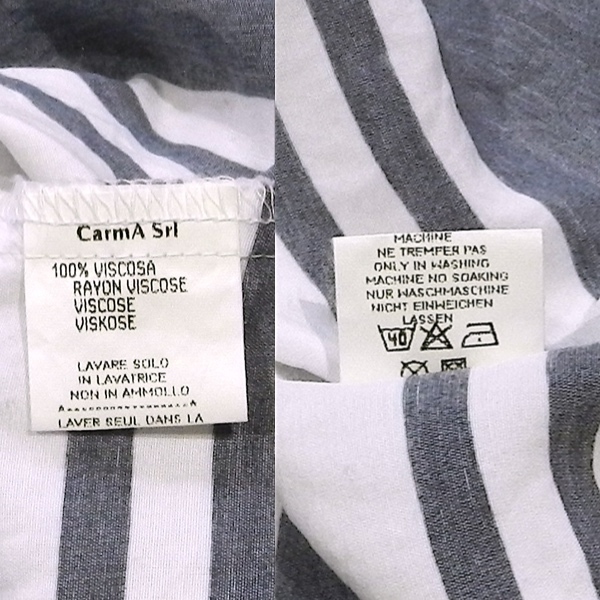 CarmA Srl
100% VISCOSA
RAYON VISCOSE
VISCOSE
VISKOSE
LAVARE SOLO
IN LAVATRICE
NON IN AMMOLLO
LAVER SEUL DANS LA
MACHINE
NE TREMPER PAS
ONLY IN WASHING
MACHINE NO SOAKING
NUR WASCHMASCHINE
NICHT EINWEICHEN
LASSEN
40